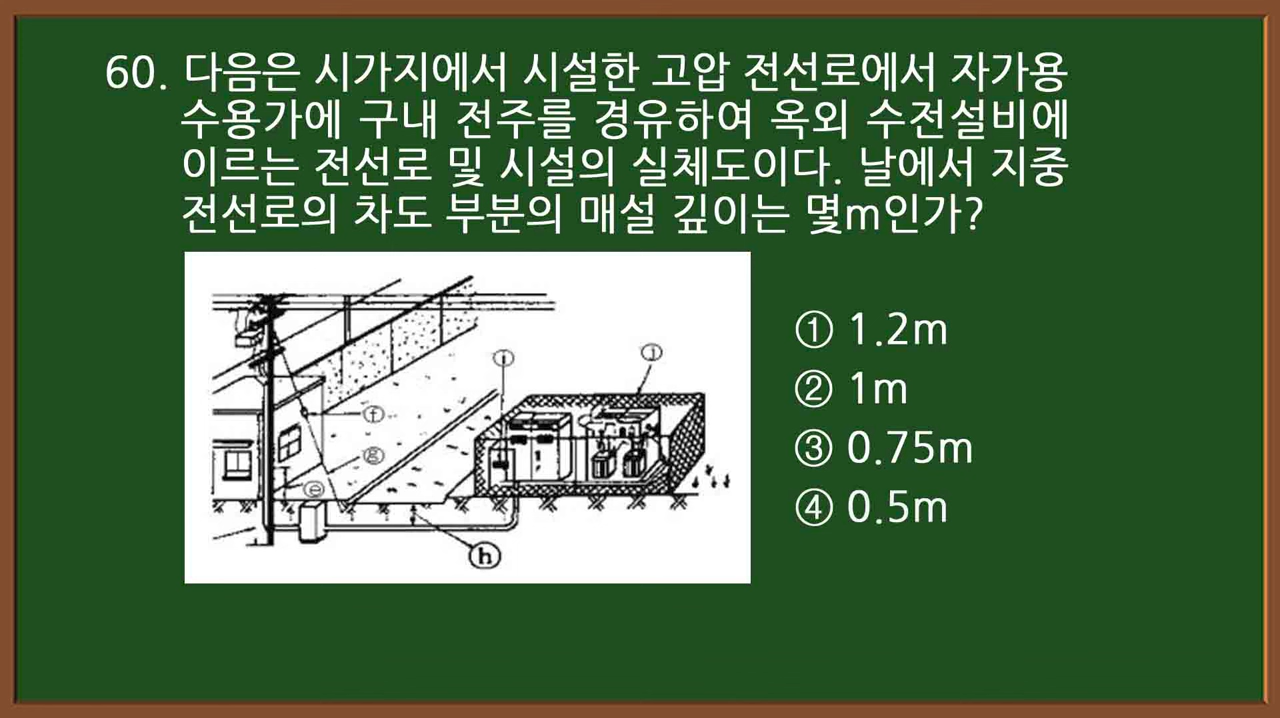 60. 다음은 시가지에서 시설한 고압 전선로에서 자가용
수용가에 구내 전주를 경유하여 옥외 수전설비에
이르는 전선로 및 시설의 실체도이다. 날에서 지중
전선로의 차도 부분의 매설 깊이는 몇m인가?
ⓘ ⓙ
ⓕ
ⓖ
ⓔ
ⓗ
① 1.2m
② 1m
③ 0.75m
④ 0.5m